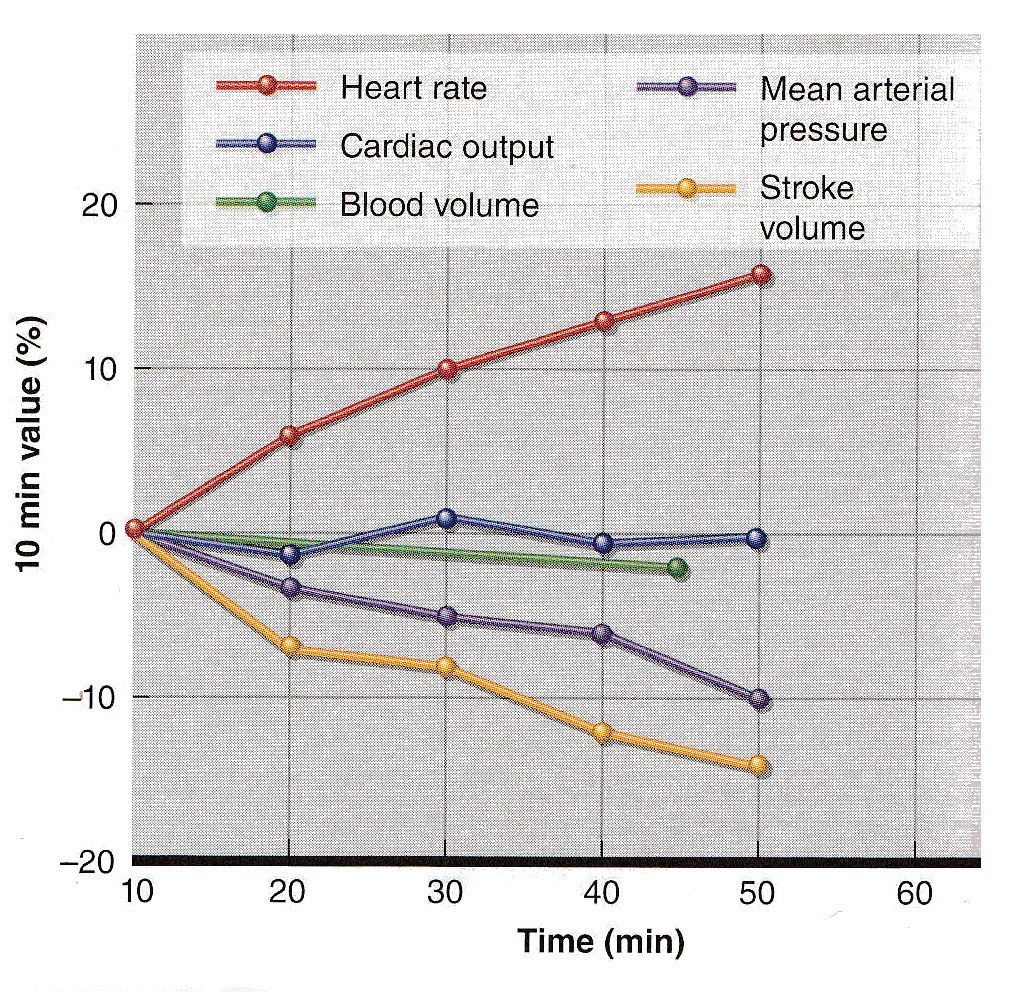 Heart rate
Cardiac output
Blood volume
Mean arterial
pressure
Stroke
volume
10 min value (%)
20
10
0
–10
–20
10 20 30 40 50 60
Time (min)